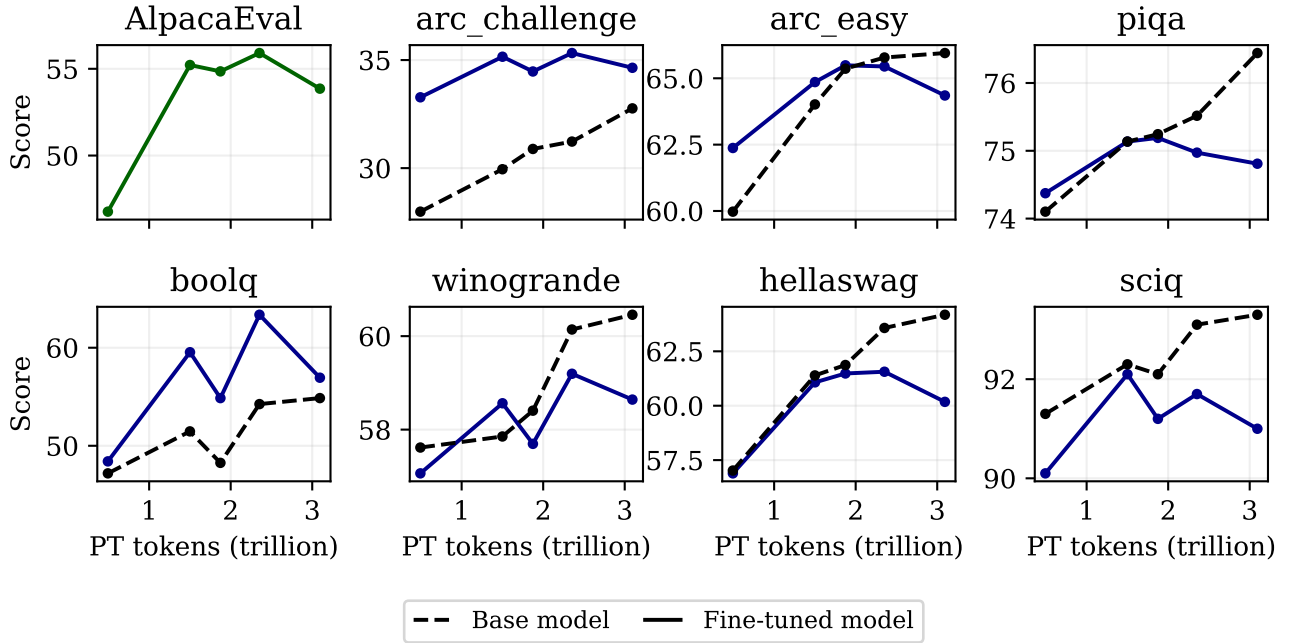 AlpacaEval
arc_challenge
arc_easy
piqa
Score
55
50
35
30
65.0
62.5
60.0
76
75
74
boolq
winogrande
hellaswag
sciq
Score
60
50
60
58
62.5
60.0
57.5
92
90
1 2 3
1 2 3
1 2 3
1 2 3
PT tokens (trillion)
PT tokens (trillion)
PT tokens (trillion)
PT tokens (trillion)
Base model
Fine-tuned model